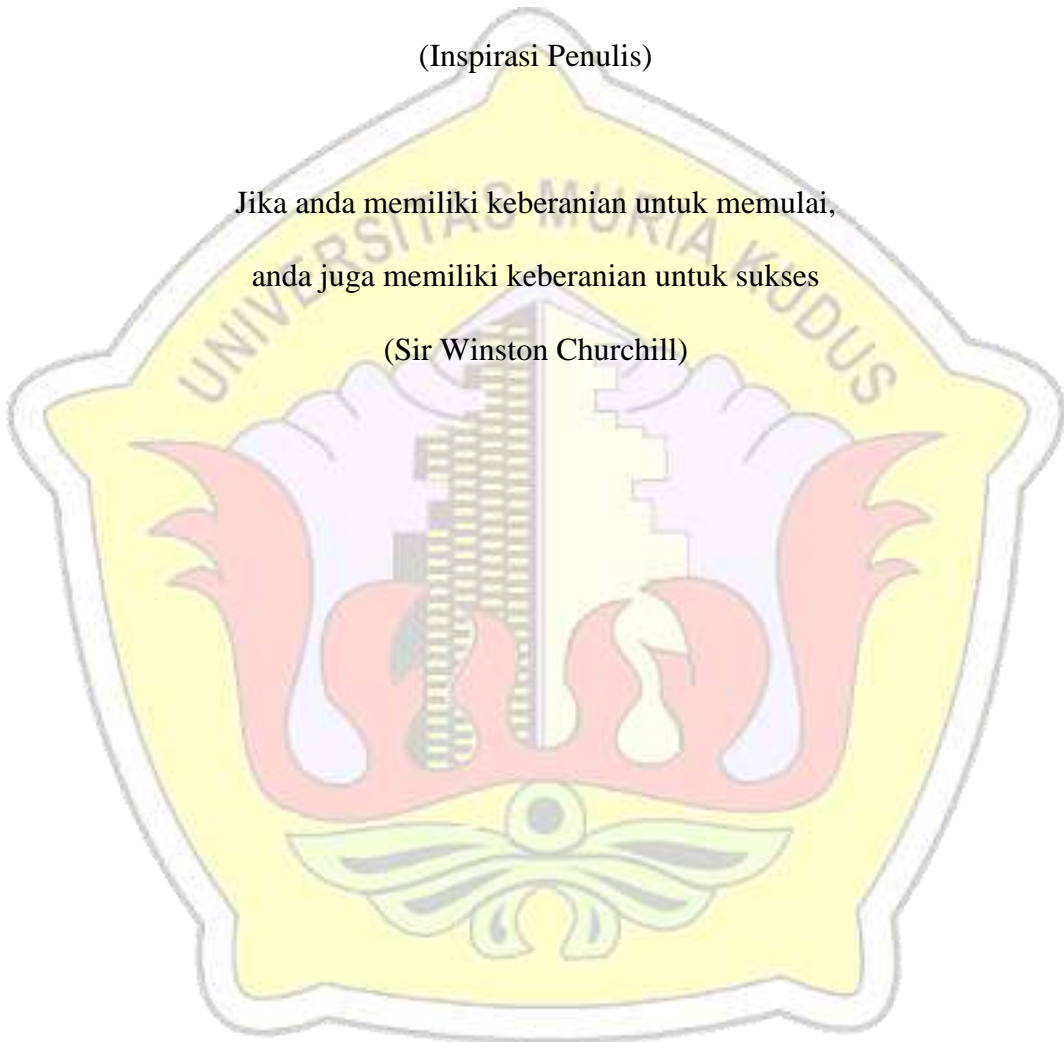 (Inspirasi Penulis)
UNIVERSITAS MURIA KUDUS
Jika anda memiliki keberanian untuk memulai,
anda juga memiliki keberanian untuk sukses
(Sir Winston Churchill)